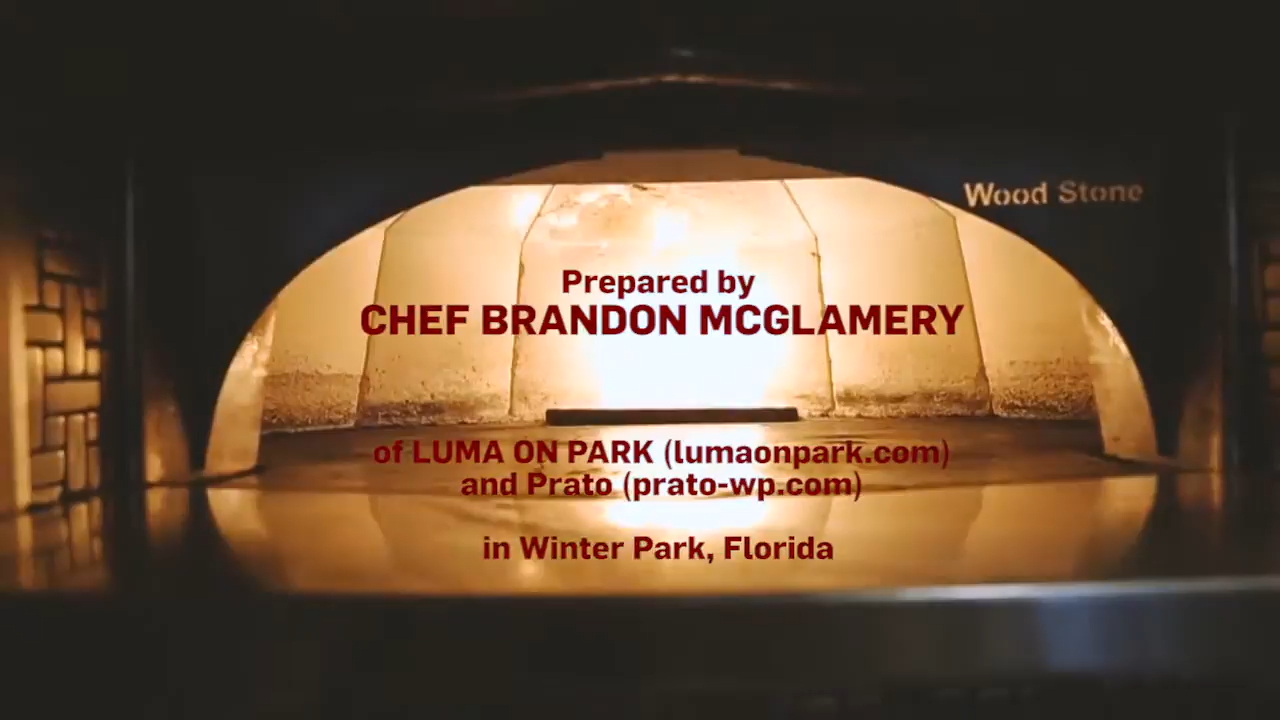 Wood Stone
Prepared by
CHEF BRANDON MCGLAMERY
of LUMA ON PARK (lumaonpark.com)
and Prato (prato-wp.com)
in Winter Park, Florida